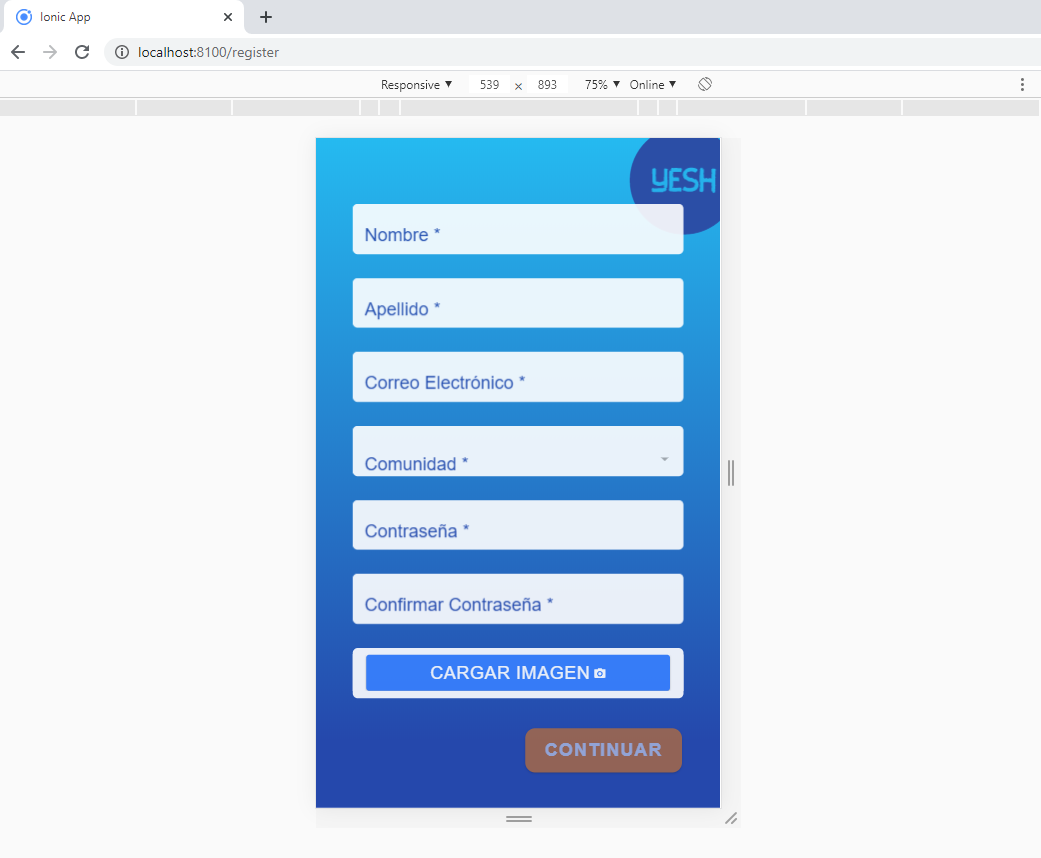 Ionic App
localhost:8100/register
Responsive 539 × 893 75% Online
YESH
Nombre *
Apellido *
Correo Electrónico *
Comunidad *
Contraseña *
Confirmar Contraseña *
CARGAR IMAGEN
CONTINUAR